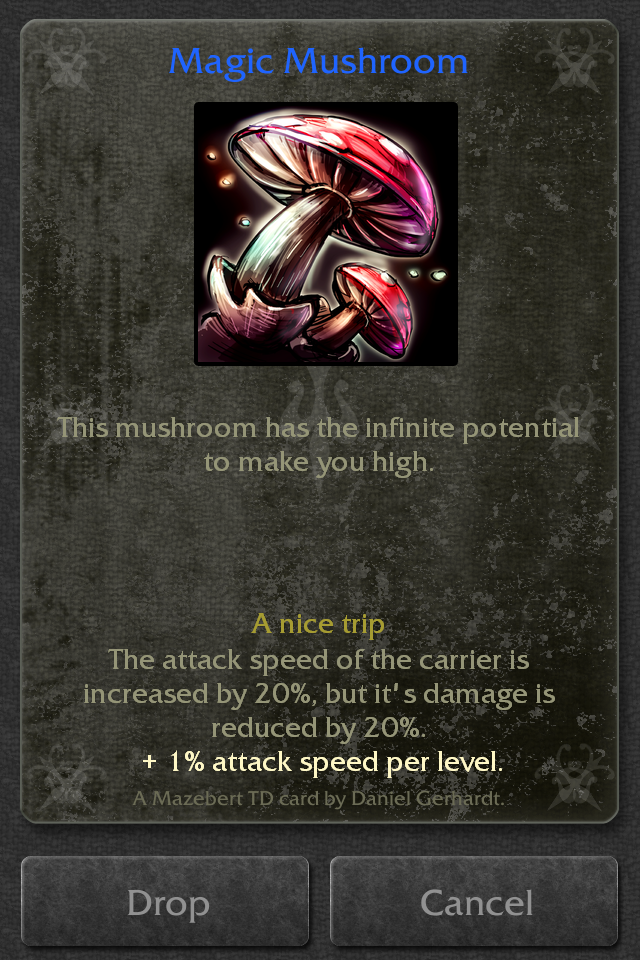 Magic Mushroom
This mushroom has the infinite potential
to make you high.
A nice trip
The attack speed of the carrier is
increased by 20%, but it's damage is
reduced by 20%.
+ 1% attack speed per level.
A Mazebert TD card by Daniel Gerhardt.
Drop
Cancel